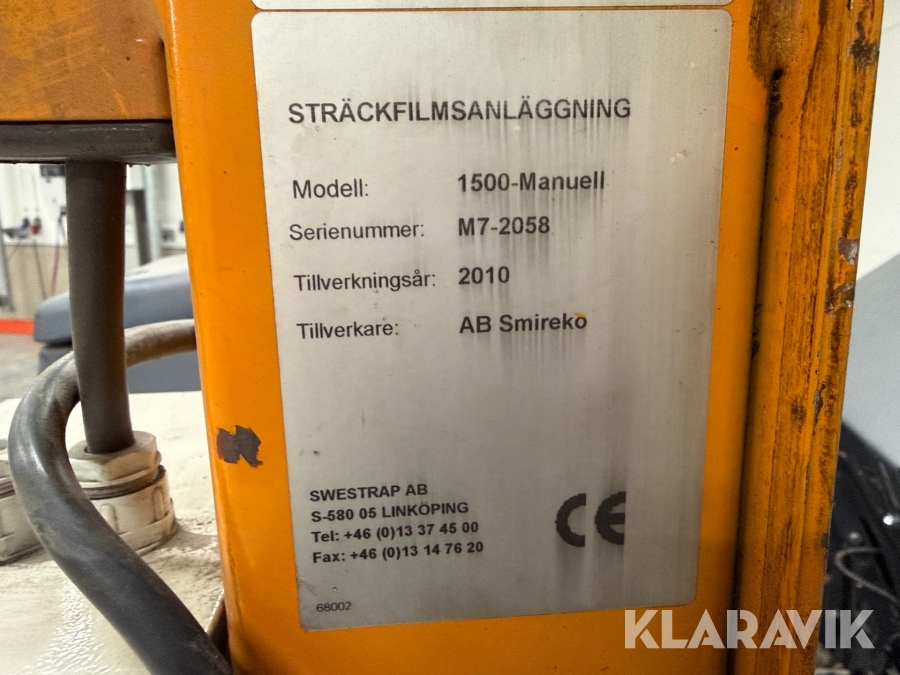 STRÄCKFILMSANLÄGGNING
Modell: 1500-Manuell
Serienummer: M7-2058
Tillverkningsår: 2010
Tillverkare: AB Smireko
SWESTRAP AB
S-580 05 LINKÖPING
Tel: +46 (0)13 37 45 00
Fax: +46 (0)13 14 76 20
CE
68002
KLARAVIK